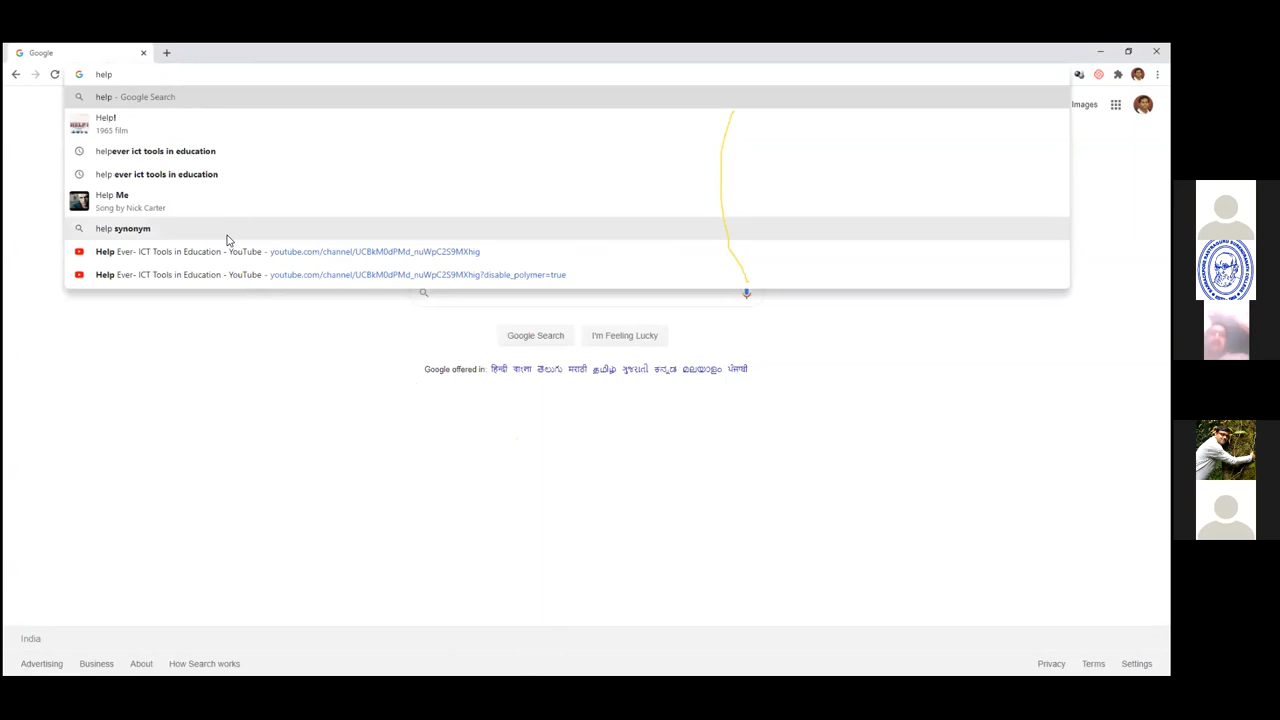 Google
help
help - Google Search
Images
Help!
1965 film
helpever ict tools in education
help ever ict tools in education
Help Me
Song by Nick Carter
help synonym
Help Ever- ICT Tools in Education - YouTube - youtube.com/channel/UCBkM0dPMd_nuWpC2S9MXhig
Help Ever- ICT Tools in Education - YouTube - youtube.com/channel/UCBkM0dPMd_nuWpC2S9MXhig?disable_polymer=true
Google Search I'm Feeling Lucky
Google offered in: हिन्दी বাংলা తెలుగు मराठी தமிழ் ગુજરાતી ಕನ್ನಡ മലയാളം ਪੰਜਾਬੀ
India
Advertising Business About How Search works Privacy Terms Settings